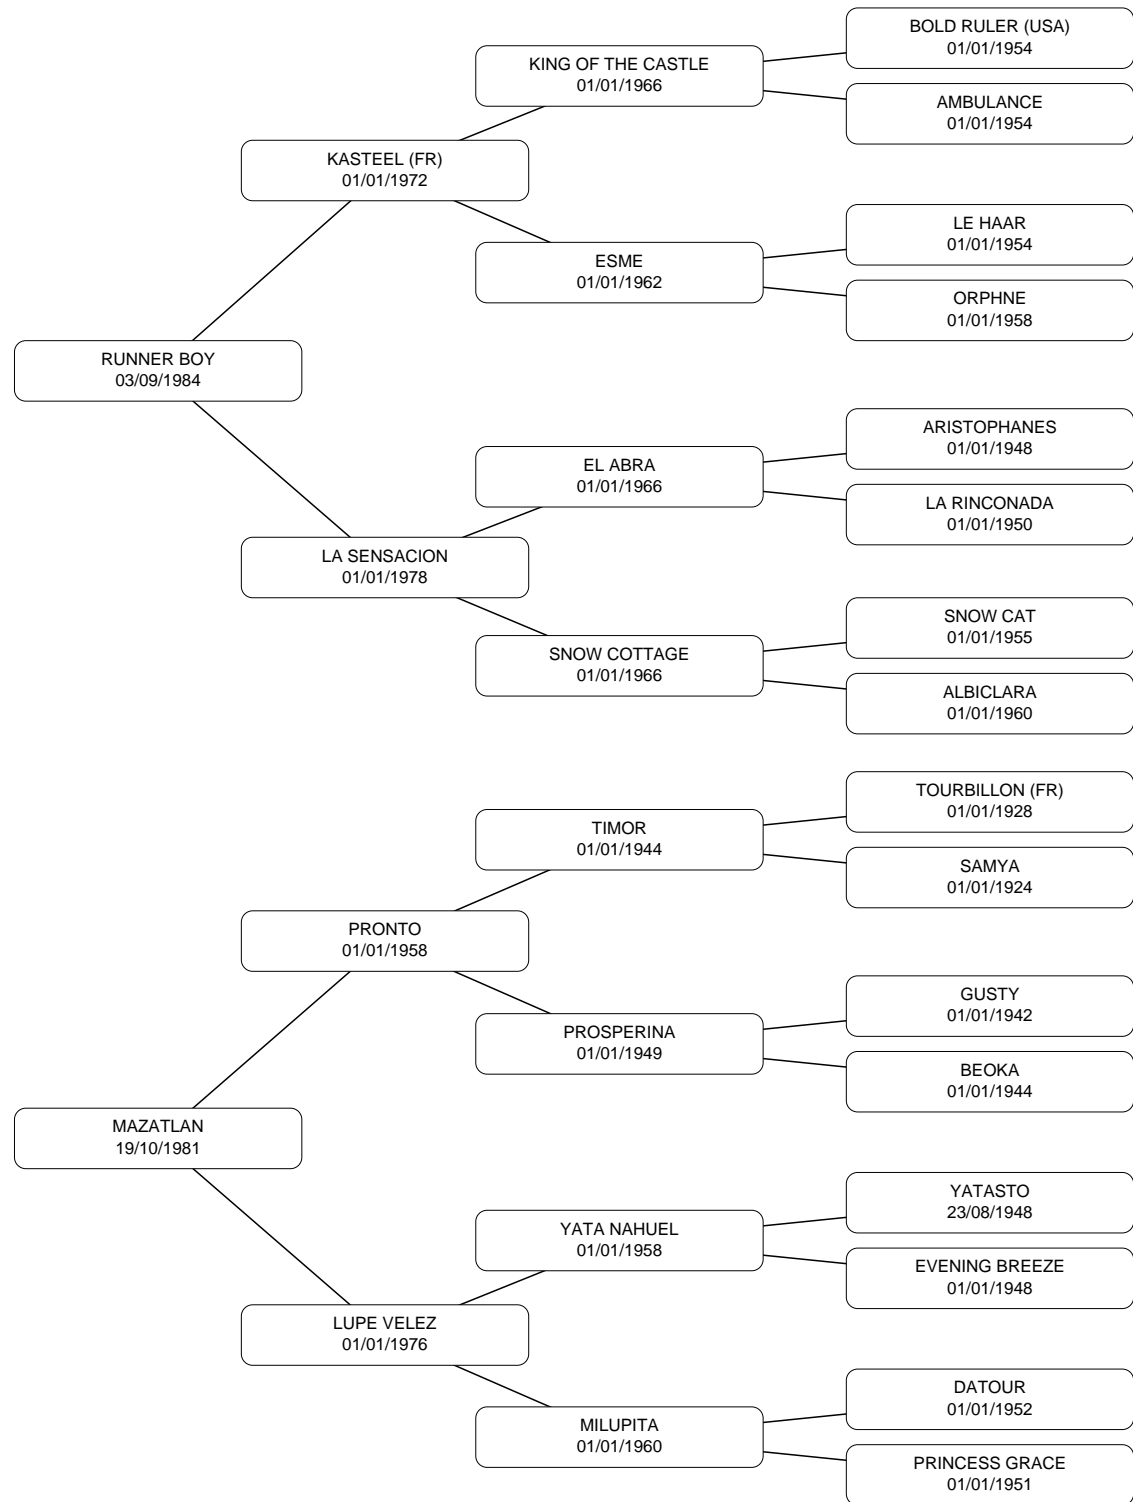 BOLD RULER (USA)
01/01/1954
KING OF THE CASTLE
01/01/1966
AMBULANCE
01/01/1954
KASTEEL (FR)
01/01/1972
LE HAAR
01/01/1954
ESME
01/01/1962
ORPHNE
01/01/1958
RUNNER BOY
03/09/1984
ARISTOPHANES
01/01/1948
EL ABRA
01/01/1966
LA RINCONADA
01/01/1950
LA SENSACION
01/01/1978
SNOW CAT
01/01/1955
SNOW COTTAGE
01/01/1966
ALBICLARA
01/01/1960
TOURBILLON (FR)
01/01/1928
TIMOR
01/01/1944
SAMYA
01/01/1924
PRONTO
01/01/1958
GUSTY
01/01/1942
PROSPERINA
01/01/1949
BEOKA
01/01/1944
MAZATLAN
19/10/1981
YATASTO
23/08/1948
YATA NAHUEL
01/01/1958
EVENING BREEZE
01/01/1948
LUPE VELEZ
01/01/1976
DATOUR
01/01/1952
MILUPITA
01/01/1960
PRINCESS GRACE
01/01/1951